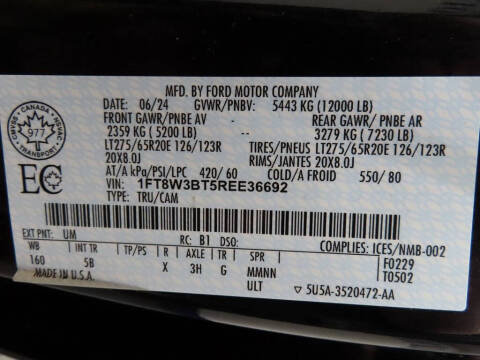 MFD. BY FORD MOTOR COMPANY
DATE: 06/24 GVWR/PNBV: 5443 KG (12000 LB)
FRONT GAWR/PNBE AV REAR GAWR/PNBE AR
2359 KG (5200 LB) 3279 KG (7230 LB)
LT275/65R20E 126/123R TIRES/PNEUS LT275/65R20E 126/123R
20X8.0J RIMS/JANTES 20X8.0J
AT/A kPa/PSI/LPC 420/60 COLD/A FROID 550/80
VIN: 1FT8W3BT5REE36692
TYPE: TRU/CAM
CANADA
977
TRANSPORT
EC
EXT PNT: UM RC: B1 DSO: COMPLIES: ICES/NMB-002
WB INT TR TP/PS R AXLE TR SPR F0229
160 5B X 3H G MMNN T0502
MADE IN U.S.A. ULT ▽ 5U5A-3520472-AA